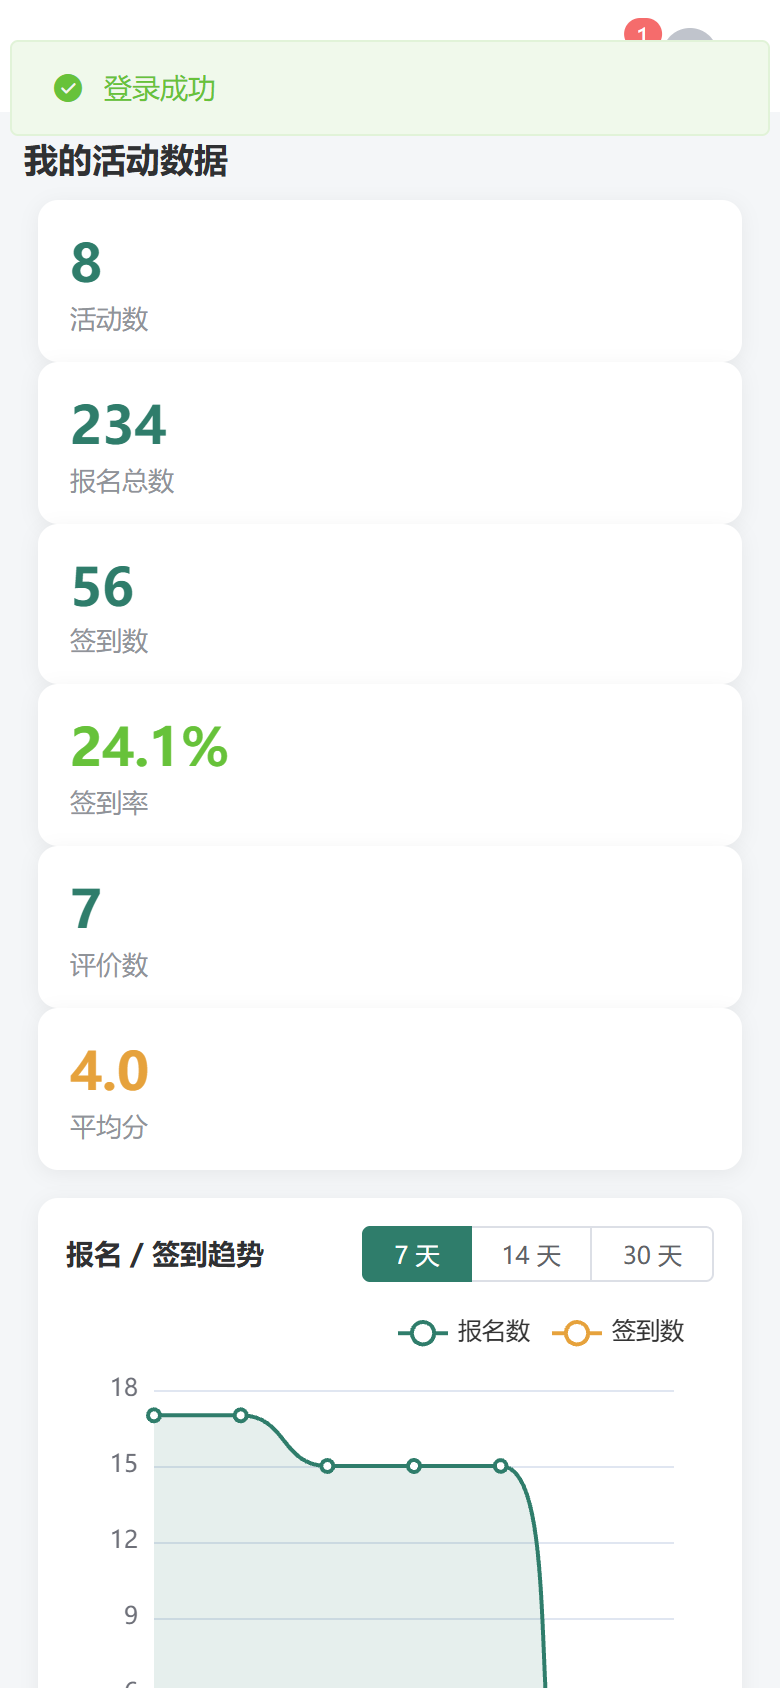 1
登录成功
我的活动数据
8
活动数
234
报名总数
56
签到数
24.1%
签到率
7
评价数
4.0
平均分
报名 / 签到趋势
7 天
14 天
30 天
报名数
签到数
18
15
12
9